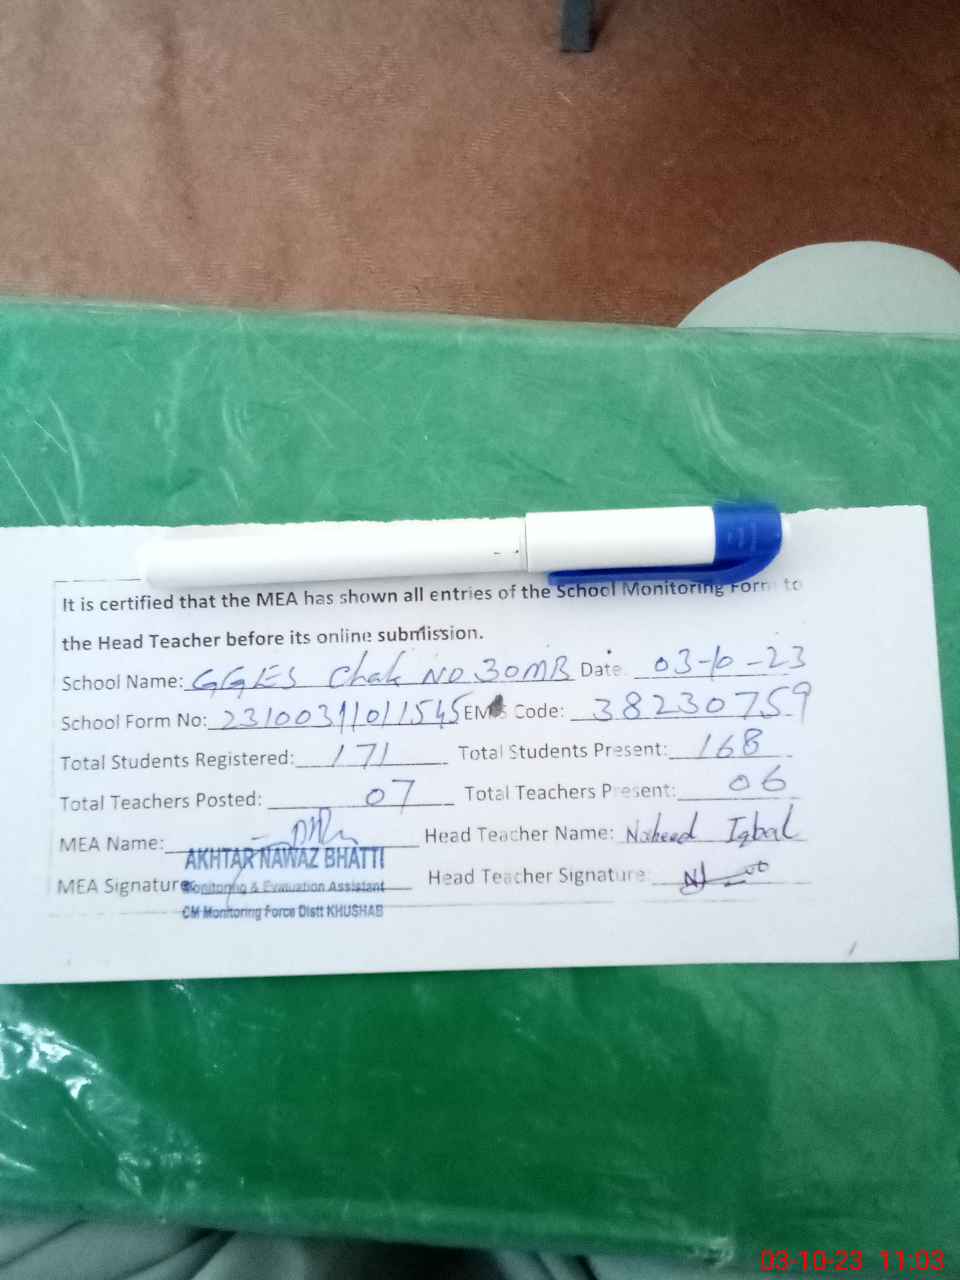 It is certified that the MEA has shown all entries of the School Monitoring Form to
the Head Teacher before its online submission.
School Name: GGES Chak NO 30MB Date 03-10-23
School Form No: 23100311011545 EMIS Code: 38230759
Total Students Registered: 171 Total Students Present: 168
Total Teachers Posted: 07 Total Teachers Present: 06
MEA Name: Head Teacher Name: Naheed Iqbal
AKHTAR NAWAZ BHATTI
MEA Signature Head Teacher Signature:
Monitoring & Evaluation Assistant
CM Monitoring Force Distt KHUSHAB
03-10-23 11:03